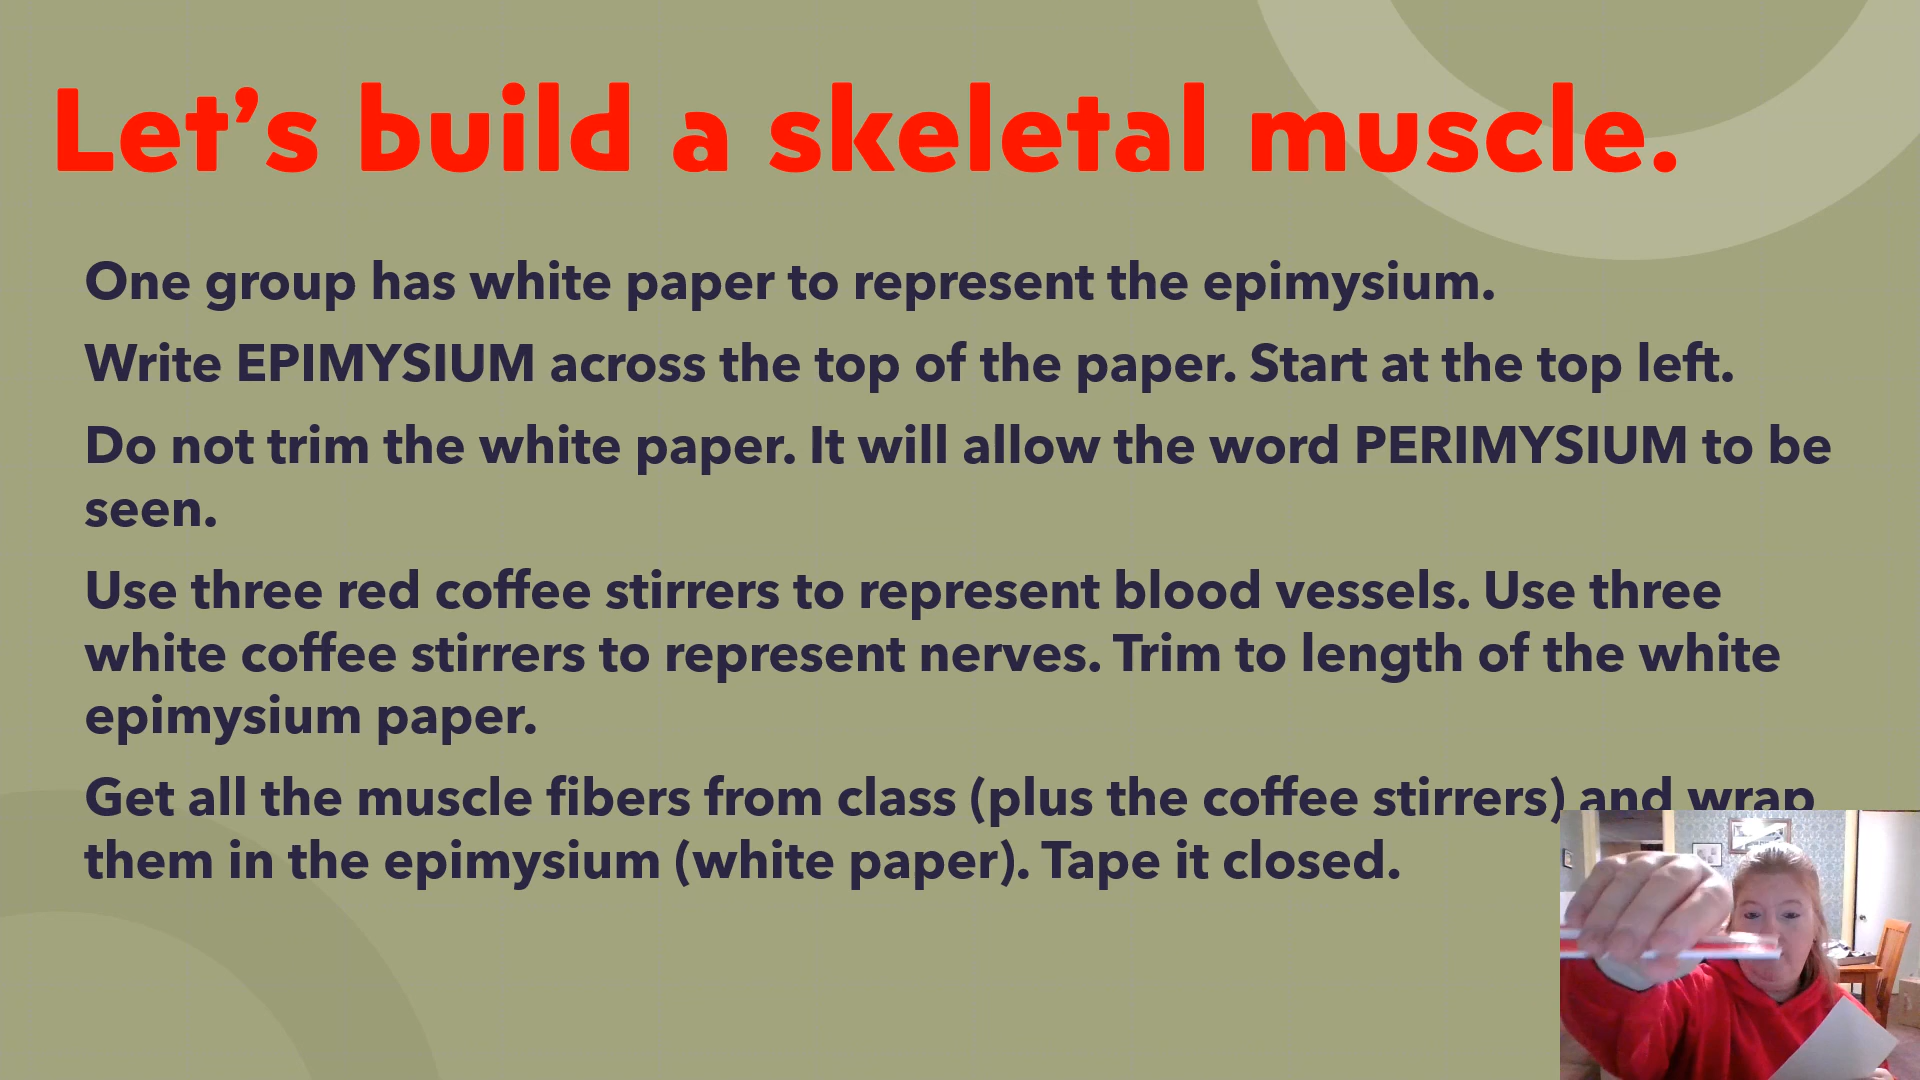 Let’s build a skeletal muscle.
One group has white paper to represent the epimysium.
Write EPIMYSIUM across the top of the paper. Start at the top left.
Do not trim the white paper. It will allow the word PERIMYSIUM to be
seen.
Use three red coffee stirrers to represent blood vessels. Use three
white coffee stirrers to represent nerves. Trim to length of the white
epimysium paper.
Get all the muscle fibers from class (plus the coffee stirrers) and wrap
them in the epimysium (white paper). Tape it closed.